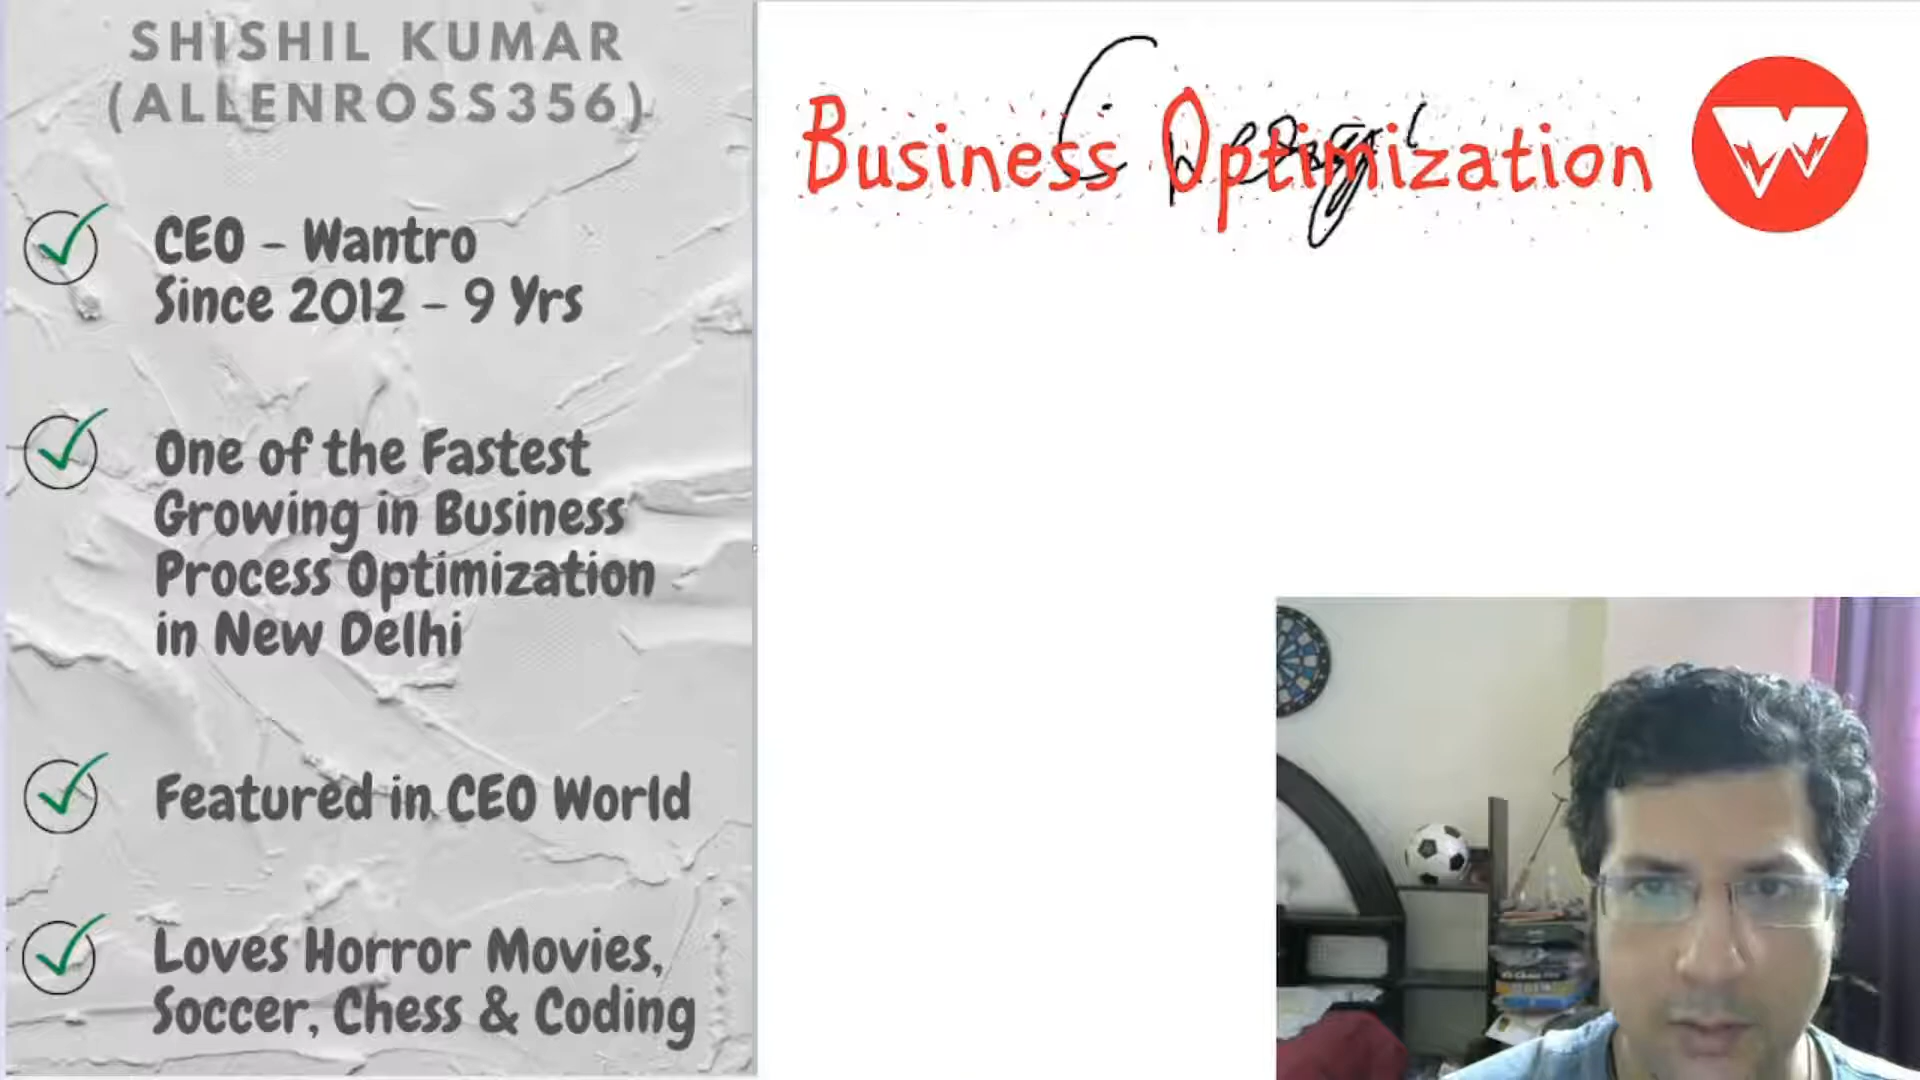 SHISHIL KUMAR
(ALLENROSS356)
CEO - Wantro
Since 2012 - 9 Yrs
One of the Fastest
Growing in Business
Process Optimization
in New Delhi
Featured in CEO World
Loves Horror Movies,
Soccer, Chess & Coding
Business Optimization